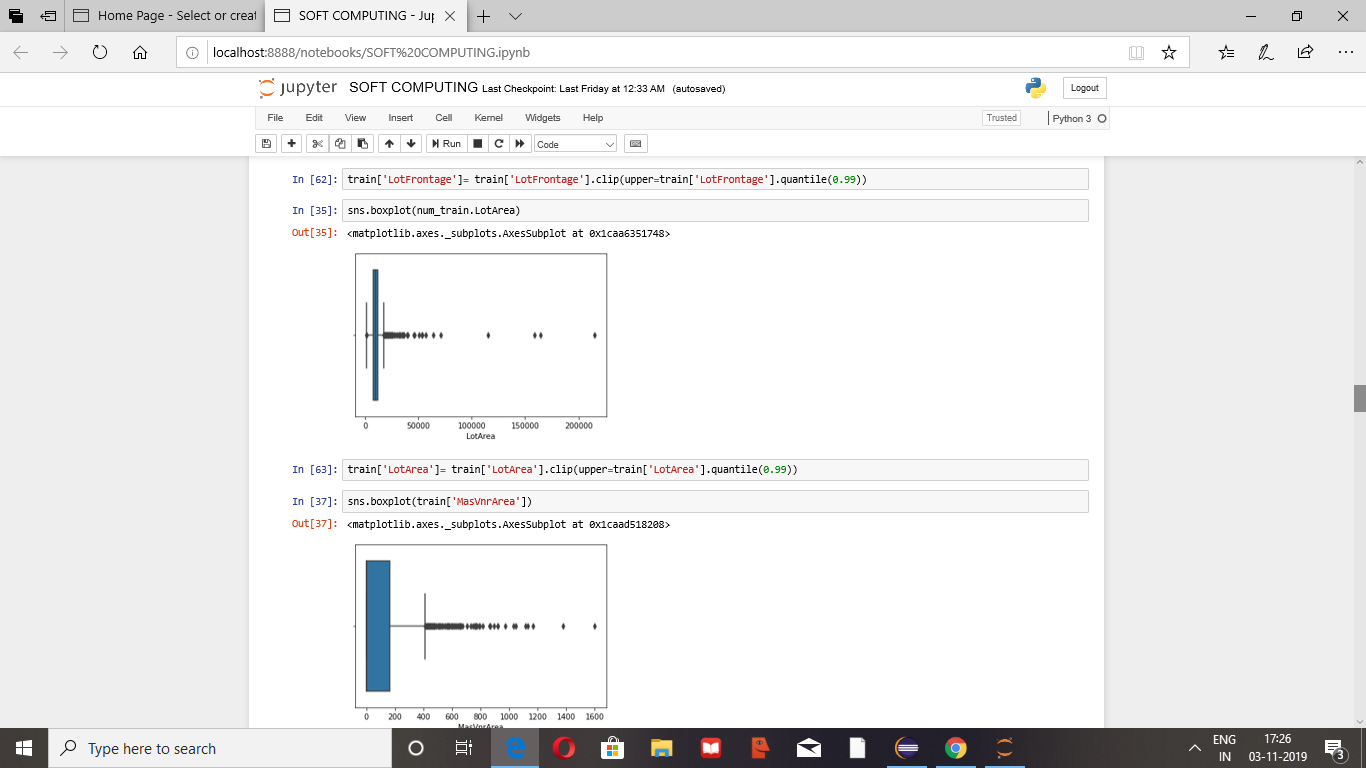 Home Page - Select or creat
SOFT COMPUTING - Jup
localhost:8888/notebooks/SOFT%20COMPUTING.ipynb
jupyter SOFT COMPUTING Last Checkpoint: Last Friday at 12:33 AM (autosaved)
Logout
File Edit View Insert Cell Kernel Widgets Help
Trusted
Python 3
Run
Code
In [62]: train['LotFrontage']= train['LotFrontage'].clip(upper=train['LotFrontage'].quantile(0.99))
In [35]: sns.boxplot(num_train.LotArea)
Out[35]: <matplotlib.axes._subplots.AxesSubplot at 0x1caa6351748>
0 50000 100000 150000 200000
LotArea
In [63]: train['LotArea']= train['LotArea'].clip(upper=train['LotArea'].quantile(0.99))
In [37]: sns.boxplot(train['MasVnrArea'])
Out[37]: <matplotlib.axes._subplots.AxesSubplot at 0x1caad518208>
0 200 400 600 800 1000 1200 1400 1600
MasVnrArea
Type here to search
ENG
IN
17:26
03-11-2019
3